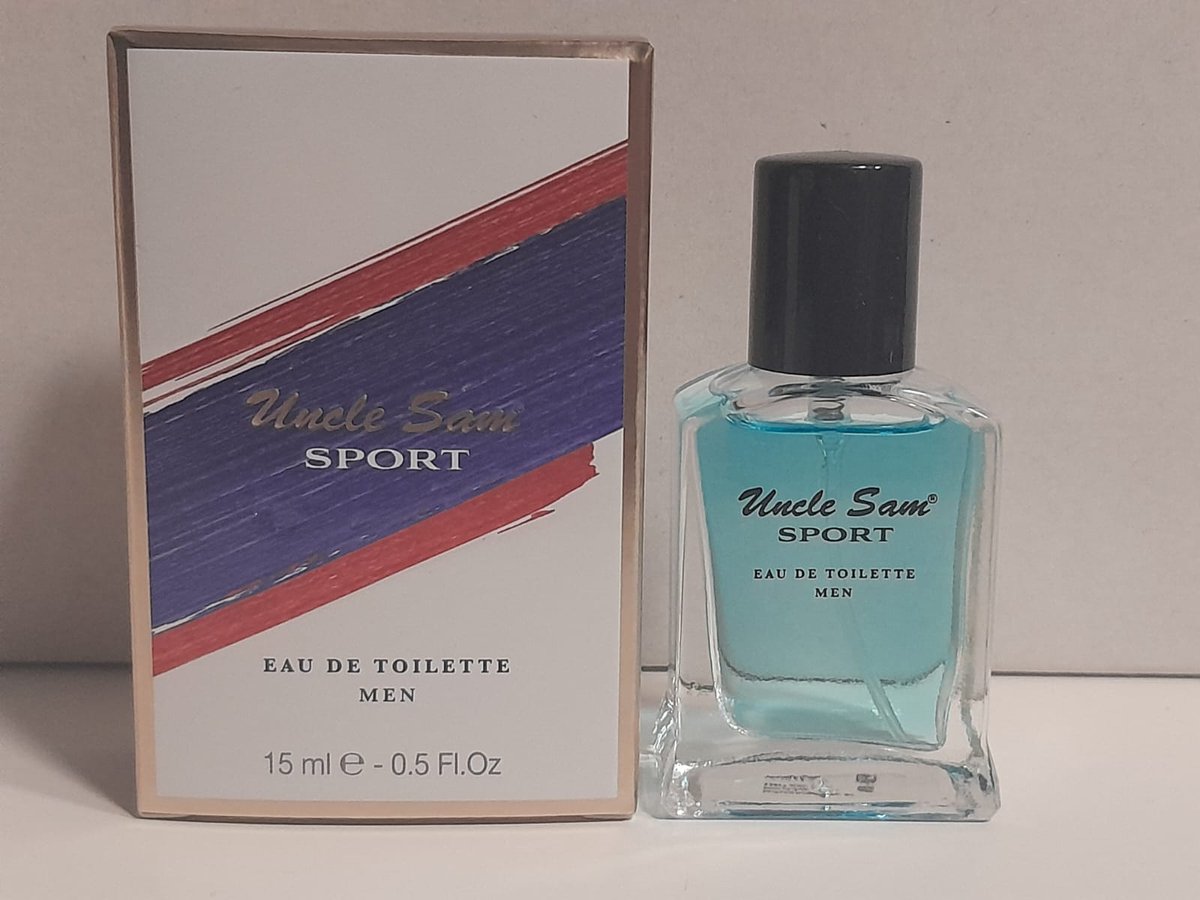 Uncle Sam
SPORT
EAU DE TOILETTE
MEN
15 ml ℮ - 0.5 Fl.Oz
Uncle Sam®
SPORT
EAU DE TOILETTE
MEN